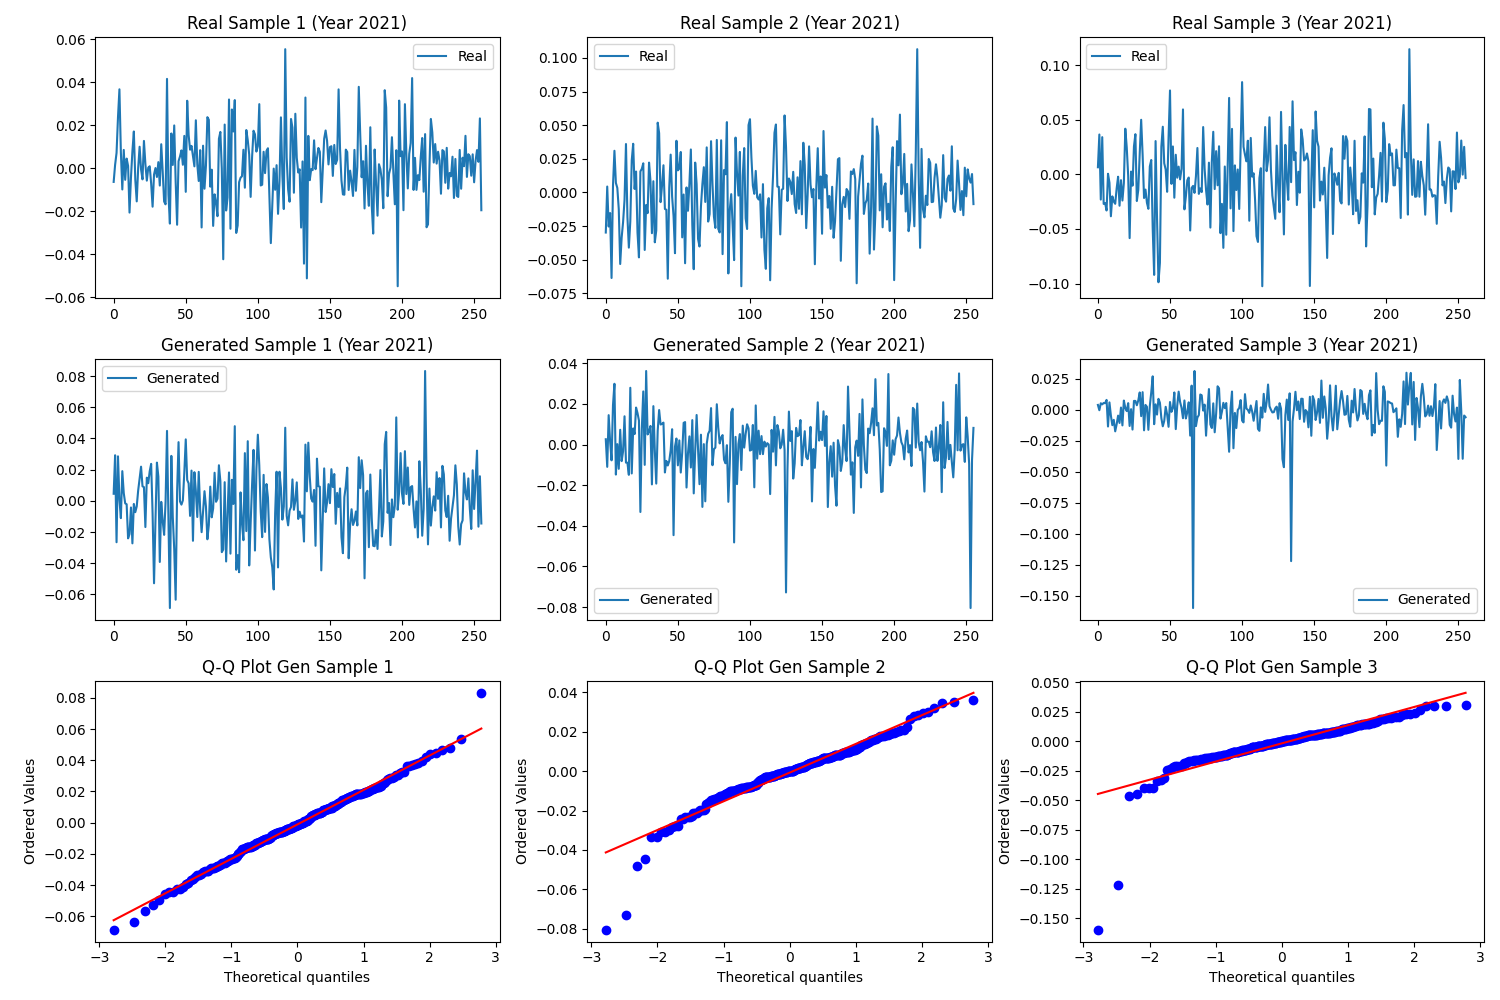 Real Sample 1 (Year 2021)
Real Sample 2 (Year 2021)
Real Sample 3 (Year 2021)
0.06
0.04
0.02
0.00
−0.02
−0.04
−0.06
Real
0 50 100 150 200 250
0.100
0.075
0.050
0.025
0.000
−0.025
−0.050
−0.075
Real
0 50 100 150 200 250
0.10
0.05
0.00
−0.05
−0.10
Real
0 50 100 150 200 250
Generated Sample 1 (Year 2021)
Generated Sample 2 (Year 2021)
Generated Sample 3 (Year 2021)
0.08
0.06
0.04
0.02
0.00
−0.02
−0.04
−0.06
Generated
0 50 100 150 200 250
0.04
0.02
0.00
−0.02
−0.04
−0.06
−0.08
Generated
0 50 100 150 200 250
0.025
0.000
−0.025
−0.050
−0.075
−0.100
−0.125
−0.150
Generated
0 50 100 150 200 250
Q-Q Plot Gen Sample 1
Q-Q Plot Gen Sample 2
Q-Q Plot Gen Sample 3
Ordered Values
0.08
0.06
0.04
0.02
0.00
−0.02
−0.04
−0.06
−3 −2 −1 0 1 2 3
Theoretical quantiles
Ordered Values
0.04
0.02
0.00
−0.02
−0.04
−0.06
−0.08
−3 −2 −1 0 1 2 3
Theoretical quantiles
Ordered Values
0.050
0.025
0.000
−0.025
−0.050
−0.075
−0.100
−0.125
−0.150
−3 −2 −1 0 1 2 3
Theoretical quantiles